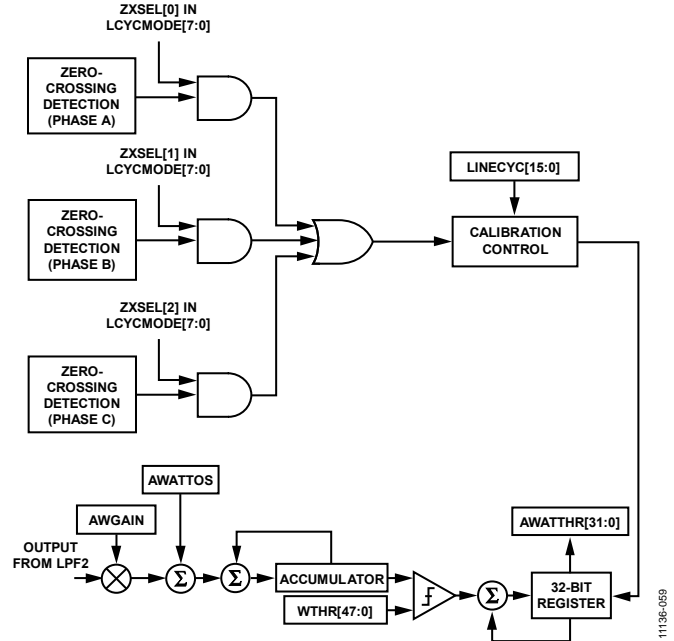 ZXSEL[0] IN
LCYCMODE[7:0]
ZERO-
CROSSING
DETECTION
(PHASE A)
ZXSEL[1] IN
LCYCMODE[7:0]
ZERO-
CROSSING
DETECTION
(PHASE B)
LINECYC[15:0]
CALIBRATION
CONTROL
ZXSEL[2] IN
LCYCMODE[7:0]
ZERO-
CROSSING
DETECTION
(PHASE C)
AWATTOS
AWGAIN
AWATTHR[31:0]
OUTPUT
FROM LPF2
Σ
Σ
ACCUMULATOR
WTHR[47:0]
Σ
32-BIT
REGISTER
11136-059